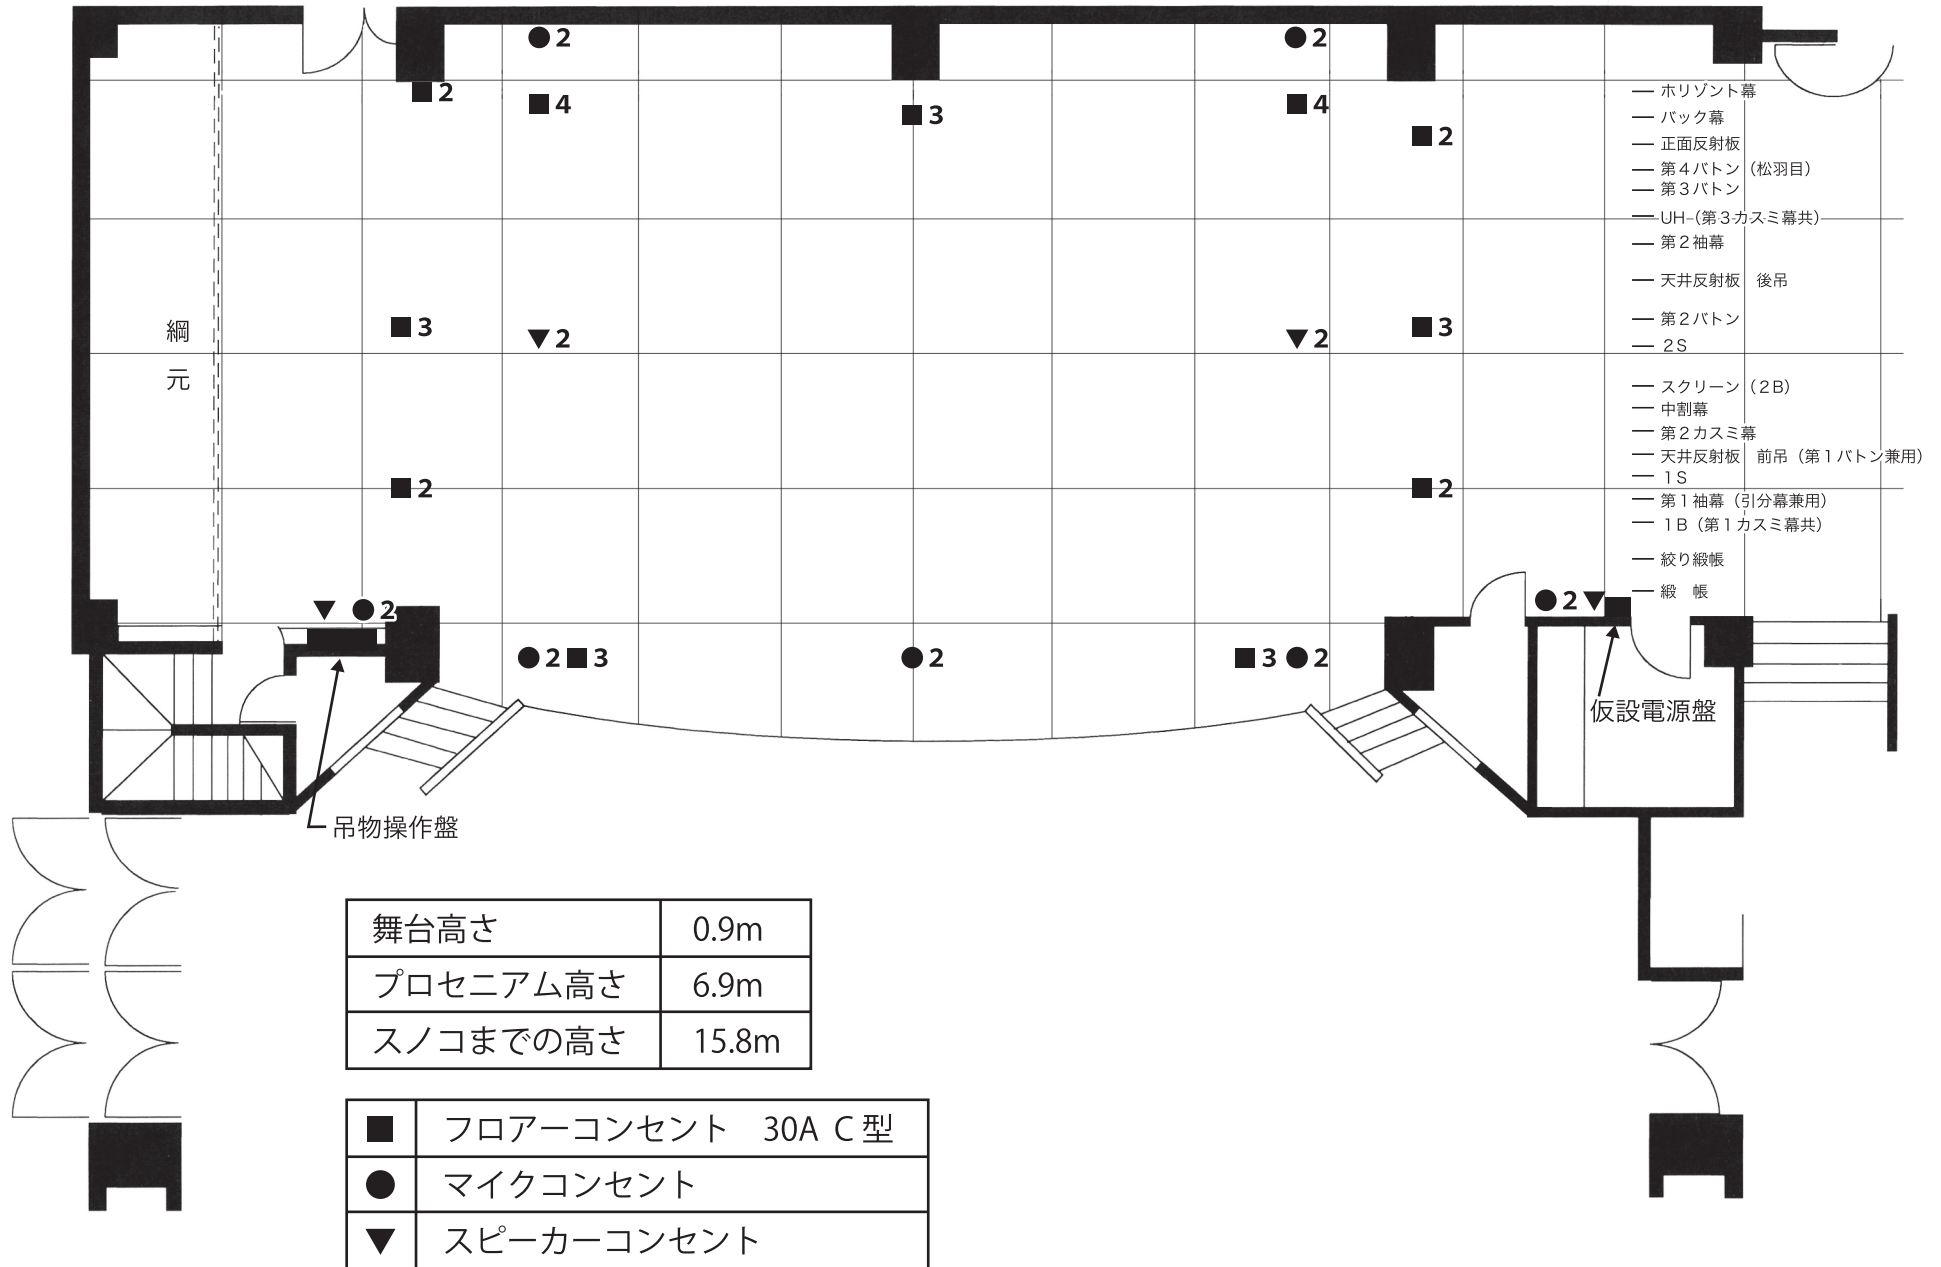 2
2
2
4
3
4
2
ホリゾント幕
バック幕
正面反射板
第4バトン（松羽目）
第3バトン
UH（第3カスミ幕共）
第2袖幕
天井反射板　後吊
第2バトン
2S
スクリーン（2B）
中割幕
第2カスミ幕
天井反射板　前吊（第1バトン兼用）
1S
第1袖幕（引分幕兼用）
1B（第1カスミ幕共）
絞り緞帳
緞　帳
綱元
3
2
2
3
2
2
2
2
2 3
2
3 2
仮設電源盤
吊物操作盤
舞台高さ 0.9m
プロセニアム高さ 6.9m
スノコまでの高さ 15.8m
■ フロアーコンセント　30A C型
● マイクコンセント
▼ スピーカーコンセント